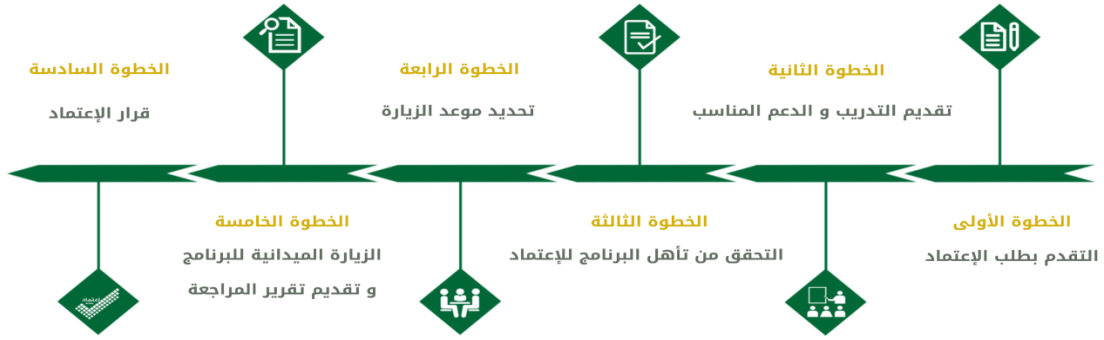 الخطوة الأولى
التقدم بطلب الإعتماد
الخطوة الثانية
تقديم التدريب و الدعم المناسب
الخطوة الثالثة
التحقق من تأهل البرنامج للإعتماد
الخطوة الرابعة
تحديد موعد الزيارة
الخطوة الخامسة
الزيارة الميدانية للبرنامج
و تقديم تقرير المراجعة
الخطوة السادسة
قرار الإعتماد
إعتماد